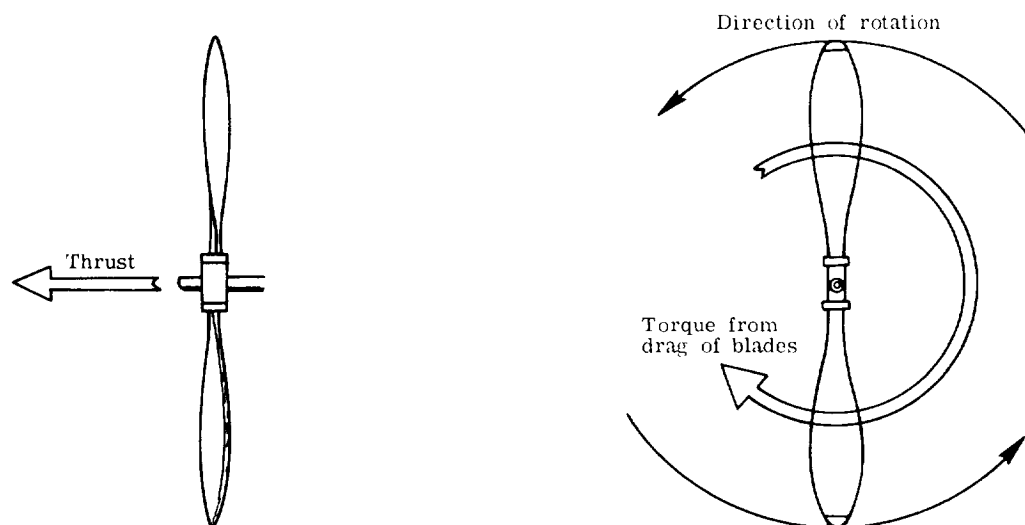 Direction of rotation
Thrust
Torque from
drag of blades